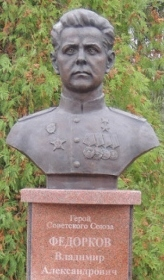 Герой
Советского Союза
ФЕДОРКОВ
Владимир
Александрович